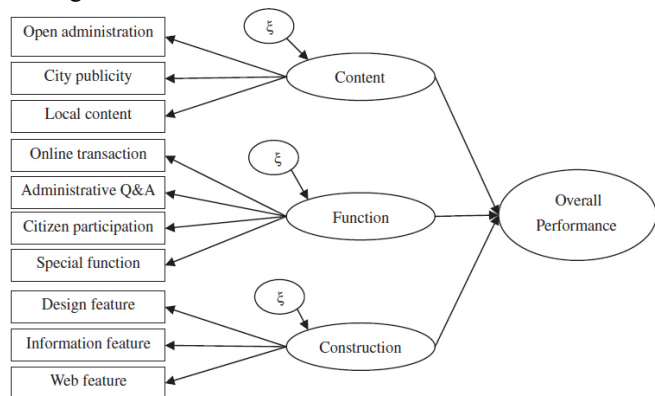 Open administration
City publicity
Local content
ξ
Content
Online transaction
Administrative Q&A
Citizen participation
Special function
ξ
Function
Overall
Performance
Design feature
Information feature
Web feature
ξ
Construction